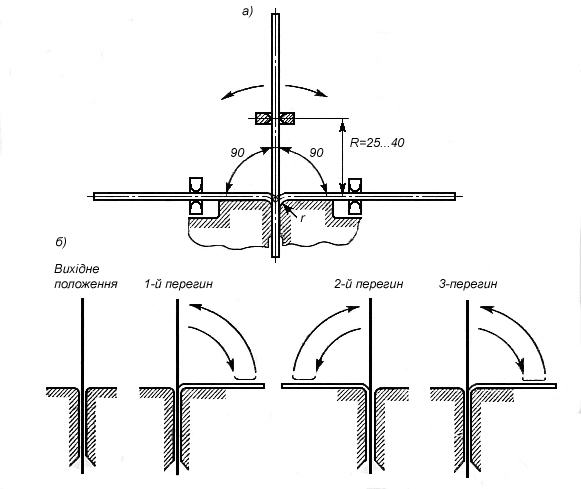 а)
R=25...40
90
90
r
б)
Вихідне
положення
1-й перегин
2-й перегин
3-перегин